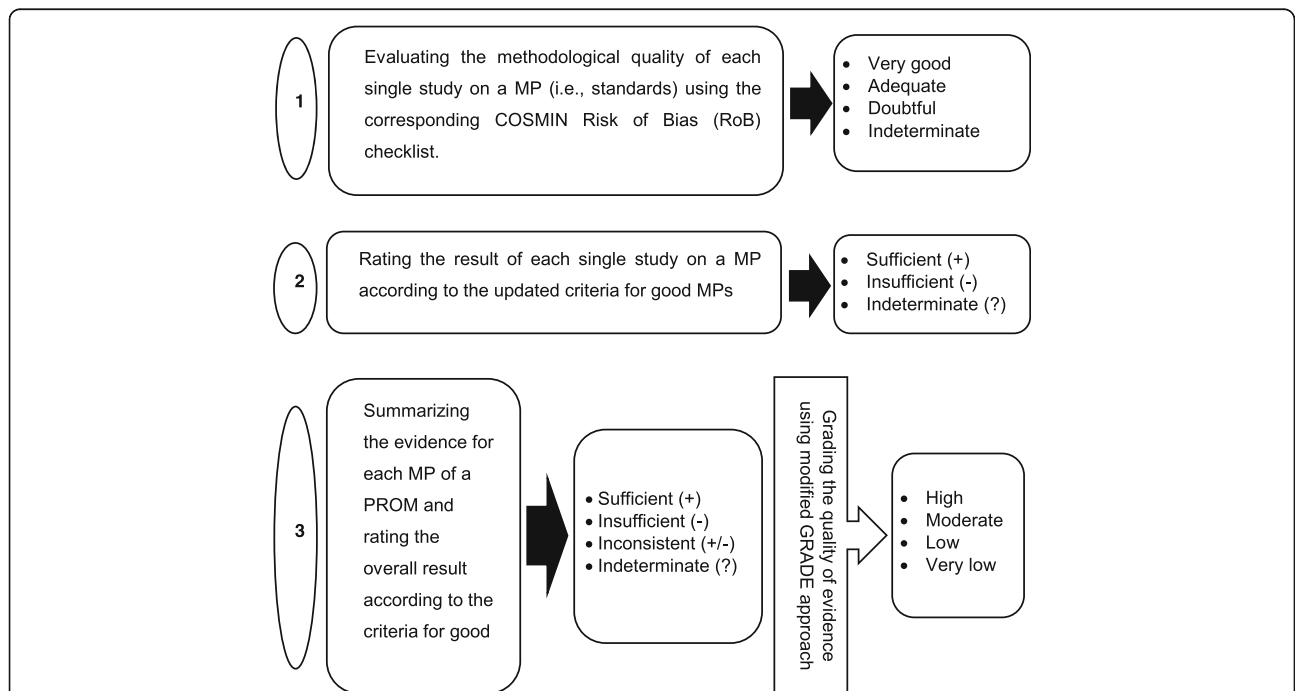 1
Evaluating the methodological quality of each
single study on a MP (i.e., standards) using the
corresponding COSMIN Risk of Bias (RoB)
checklist.
• Very good
• Adequate
• Doubtful
• Indeterminate
2
Rating the result of each single study on a MP
according to the updated criteria for good MPs
• Sufficient (+)
• Insufficient (-)
• Indeterminate (?)
3
Summarizing
the evidence for
each MP of a
PROM and
rating the
overall result
according to the
criteria for good
• Sufficient (+)
• Insufficient (-)
• Inconsistent (+/-)
• Indeterminate (?)
Grading the quality of evidence
using modified GRADE approach
• High
• Moderate
• Low
• Very low